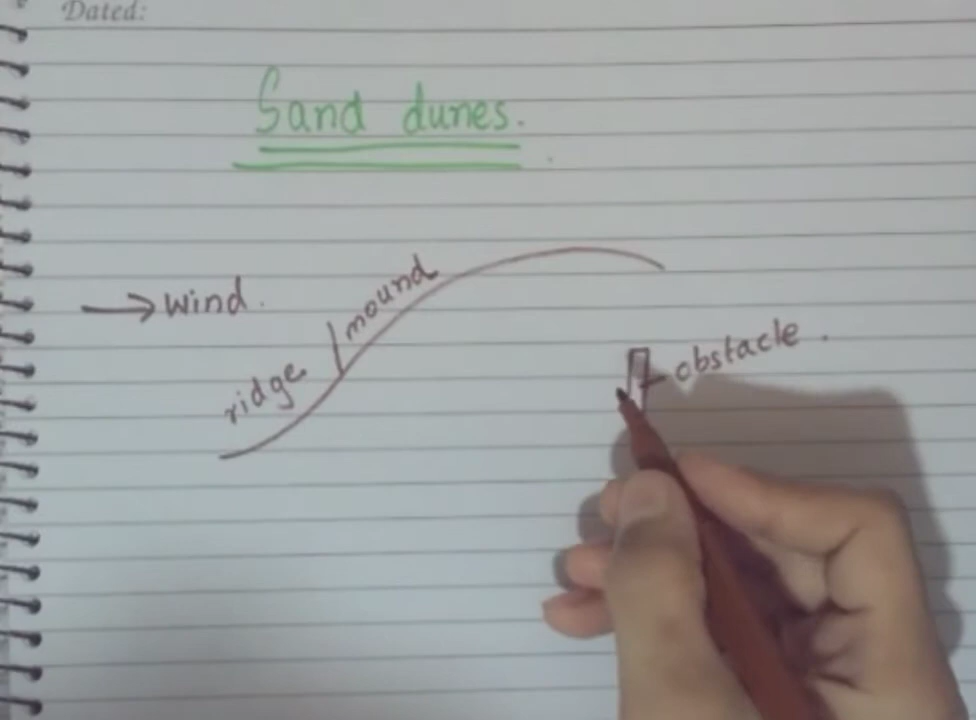 Dated:
Sand dunes.
→ Wind.
ridge / mound
obstacle.